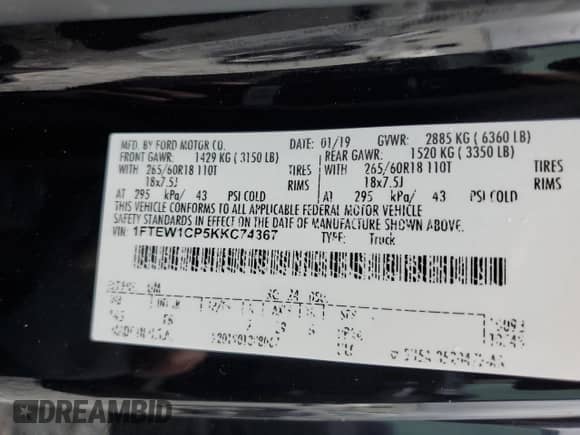 MFD. BY FORD MOTOR CO. DATE: 01/19 GVWR: 2885 KG ( 6360 LB)
FRONT GAWR: 1429 KG ( 3150 LB) REAR GAWR: 1520 KG ( 3350 LB)
WITH 265/60R18 110T TIRES WITH 265/60R18 110T TIRES
18x7.5J RIMS 18x7.5J RIMS
AT 295 kPa/ 43 PSI COLD AT 295 kPa/ 43 PSI COLD
THIS VEHICLE CONFORMS TO ALL APPLICABLE FEDERAL MOTOR VEHICLE
SAFETY STANDARDS IN EFFECT ON THE DATE OF MANUFACTURE SHOWN ABOVE.
VIN: 1FTEW1CP5KKC74367 TYPE: Truck
DREAMBID